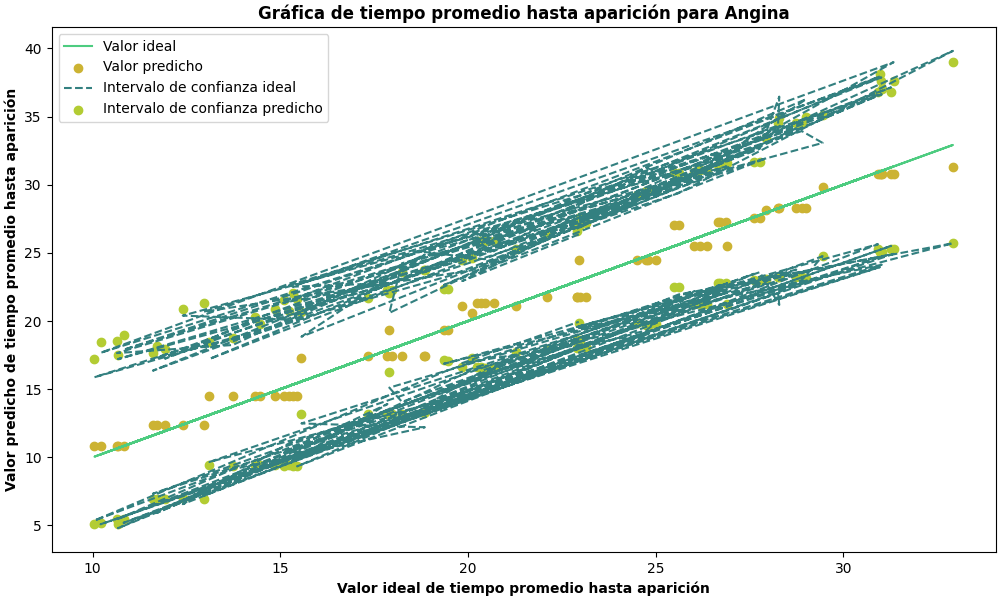 Gráfica de tiempo promedio hasta aparición para Angina
Valor ideal
Valor predicho
Intervalo de confianza ideal
Intervalo de confianza predicho
Valor predicho de tiempo promedio hasta aparición
40
35
30
25
20
15
10
5
10 15 20 25 30
Valor ideal de tiempo promedio hasta aparición